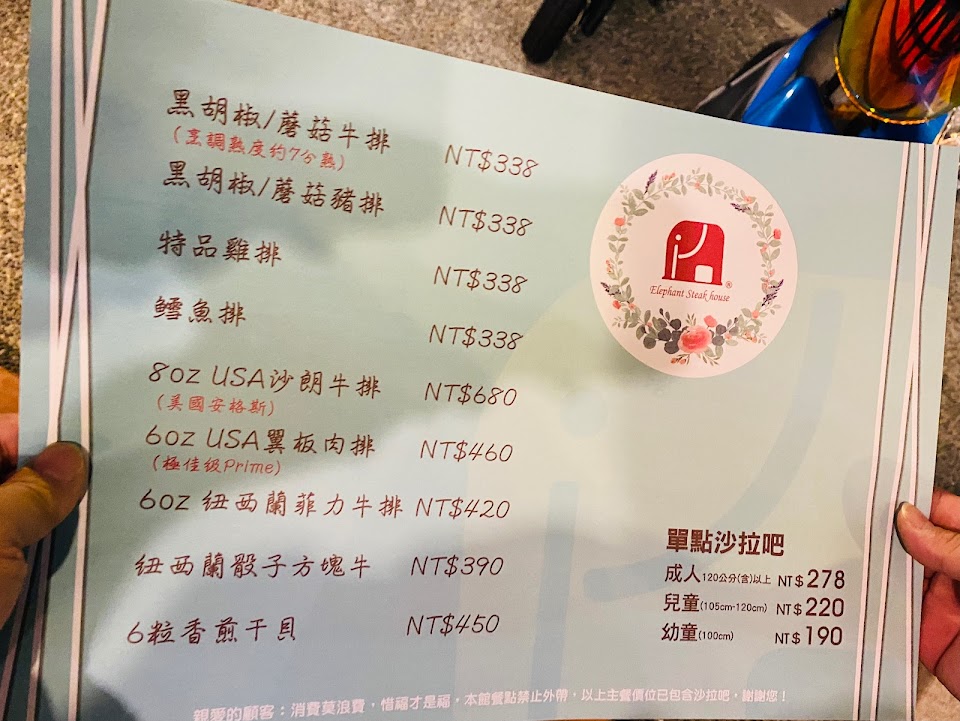 黑胡椒/蘑菇牛排 NT$338
(烹調熟度約7分熟)
黑胡椒/蘑菇豬排 NT$338
特品雞排 NT$338
鱈魚排 NT$338
8oz USA沙朗牛排 NT$680
(美國安格斯)
6oz USA翼板肉排 NT$460
(極佳級Prime)
6oz 紐西蘭菲力牛排 NT$420
紐西蘭骰子方塊牛 NT$390
6粒香煎干貝 NT$450
Elephant Steak house ®
單點沙拉吧
成人120公分(含)以上 NT$278
兒童(105cm-120cm) NT$220
幼童(100cm) NT$190
親愛的顧客：消費莫浪費，惜福才是福，本館餐點禁止外帶，以上主餐價位已包含沙拉吧，謝謝您！